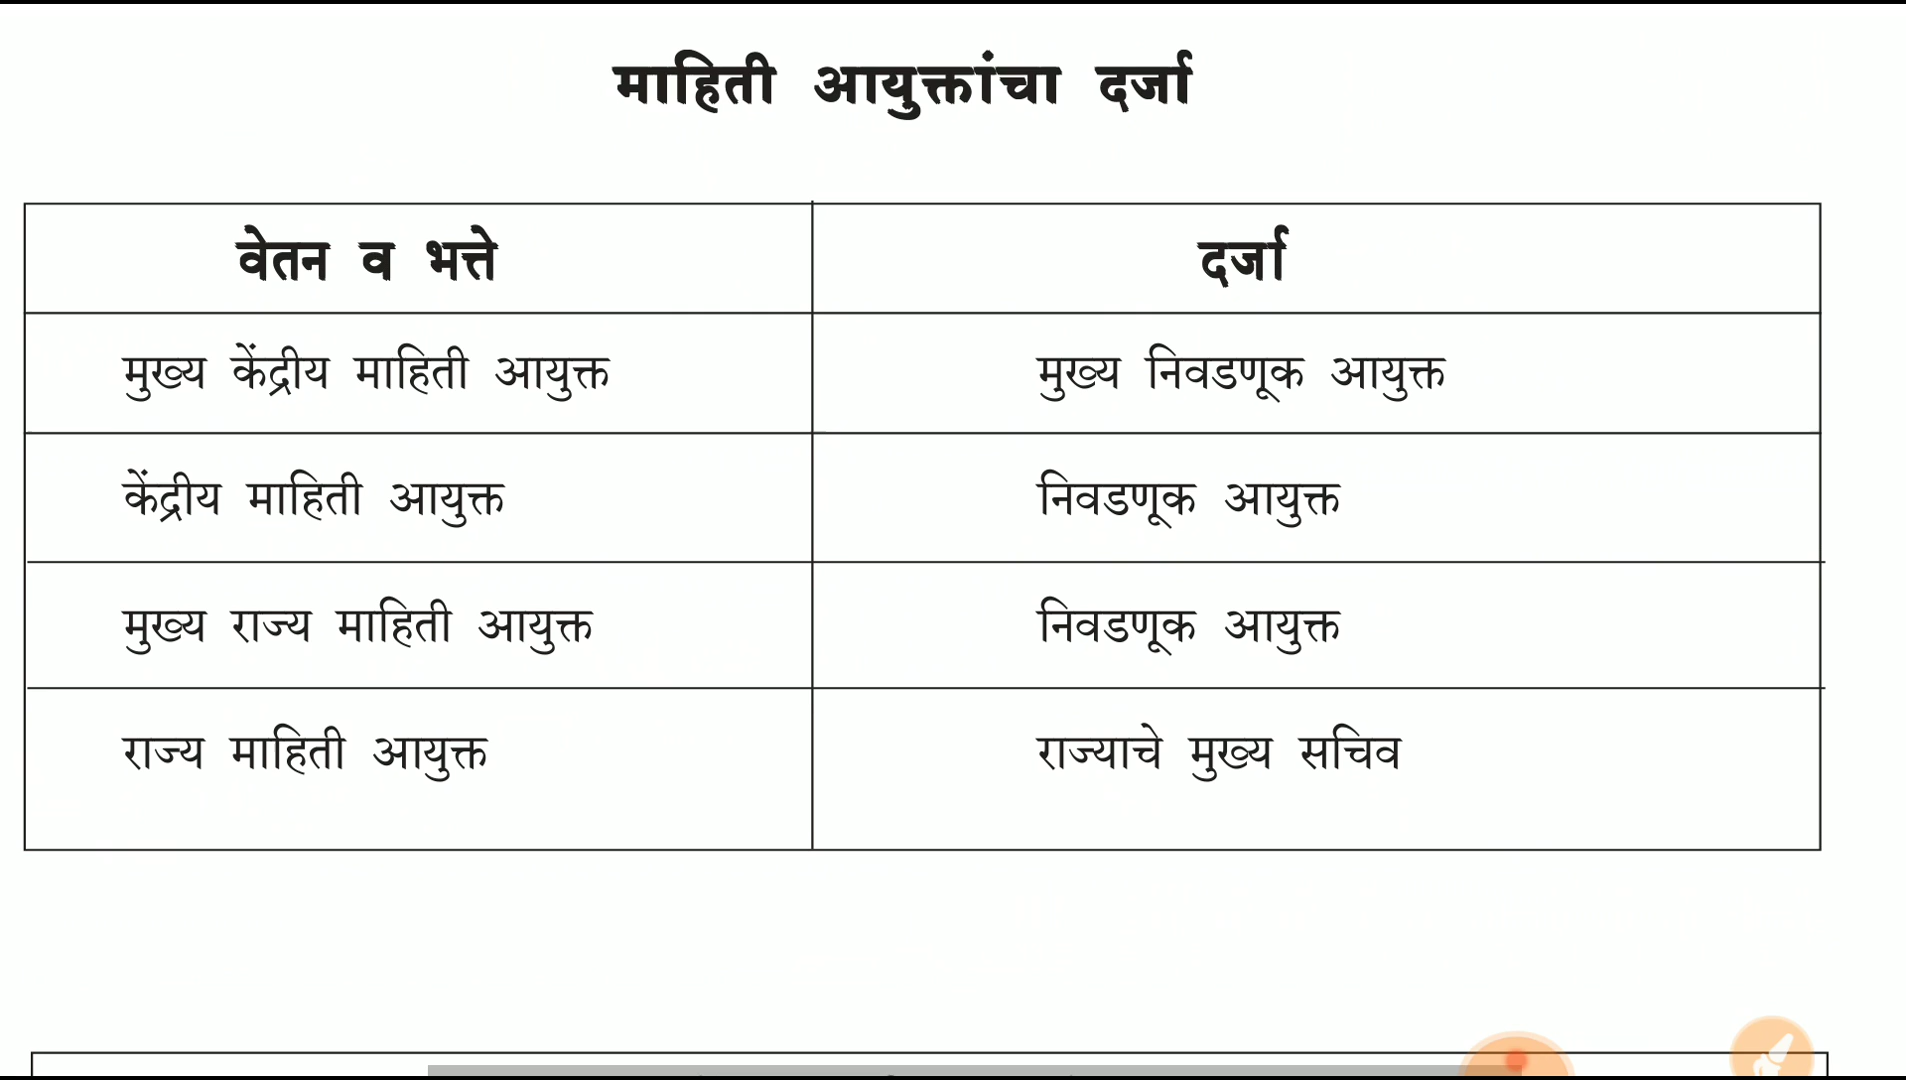 माहिती आयुक्तांचा दर्जा
वेतन व भत्ते दर्जा
मुख्य केंद्रीय माहिती आयुक्त मुख्य निवडणूक आयुक्त
केंद्रीय माहिती आयुक्त निवडणूक आयुक्त
मुख्य राज्य माहिती आयुक्त निवडणूक आयुक्त
राज्य माहिती आयुक्त राज्याचे मुख्य सचिव